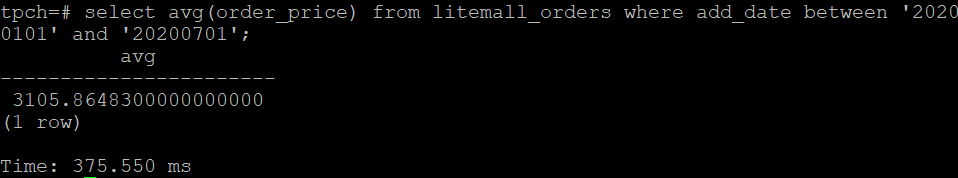 tpch=# select avg(order_price) from litemall_orders where add_date between '2020
0101' and '20200701';
avg
-----------------------
3105.8648300000000000
(1 row)
Time: 375.550 ms